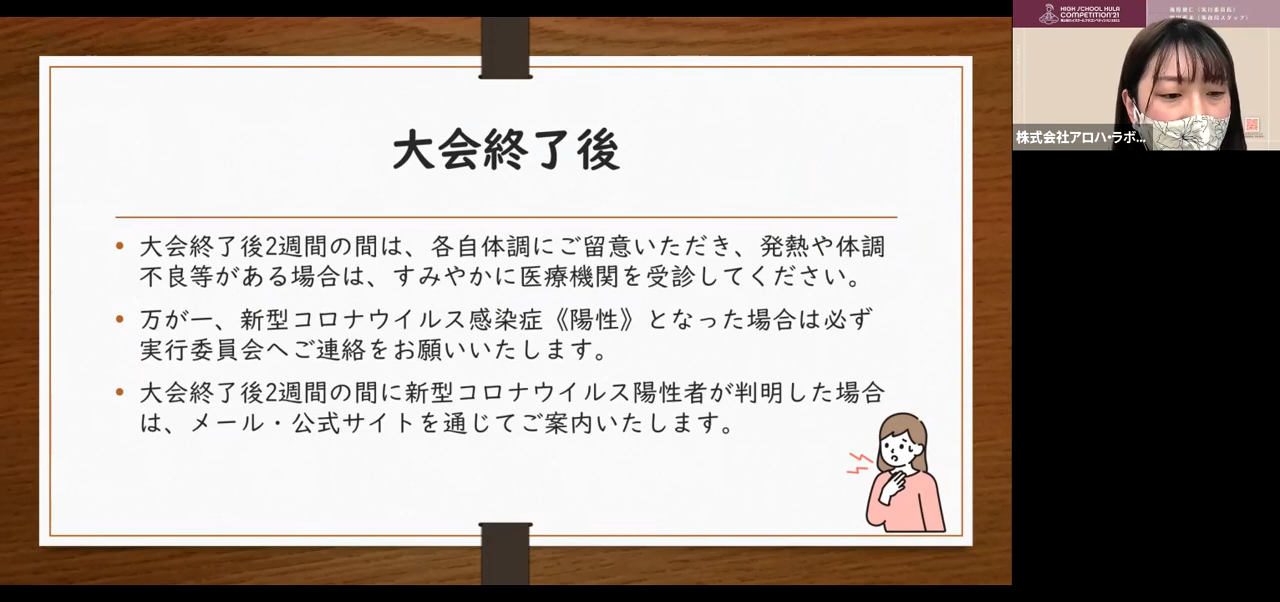 大会終了後
• 大会終了後2週間の間は、各自体調にご留意いただき、発熱や体調
不良等がある場合は、すみやかに医療機関を受診してください。
• 万が一、新型コロナウイルス感染症《陽性》となった場合は必ず
実行委員会へご連絡をお願いいたします。
• 大会終了後2週間の間に新型コロナウイルス陽性者が判明した場合
は、メール・公式サイトを通じてご案内いたします。
HIGH SCHOOL HULA
COMPETITION'21
株式会社アロハ・ラボ...